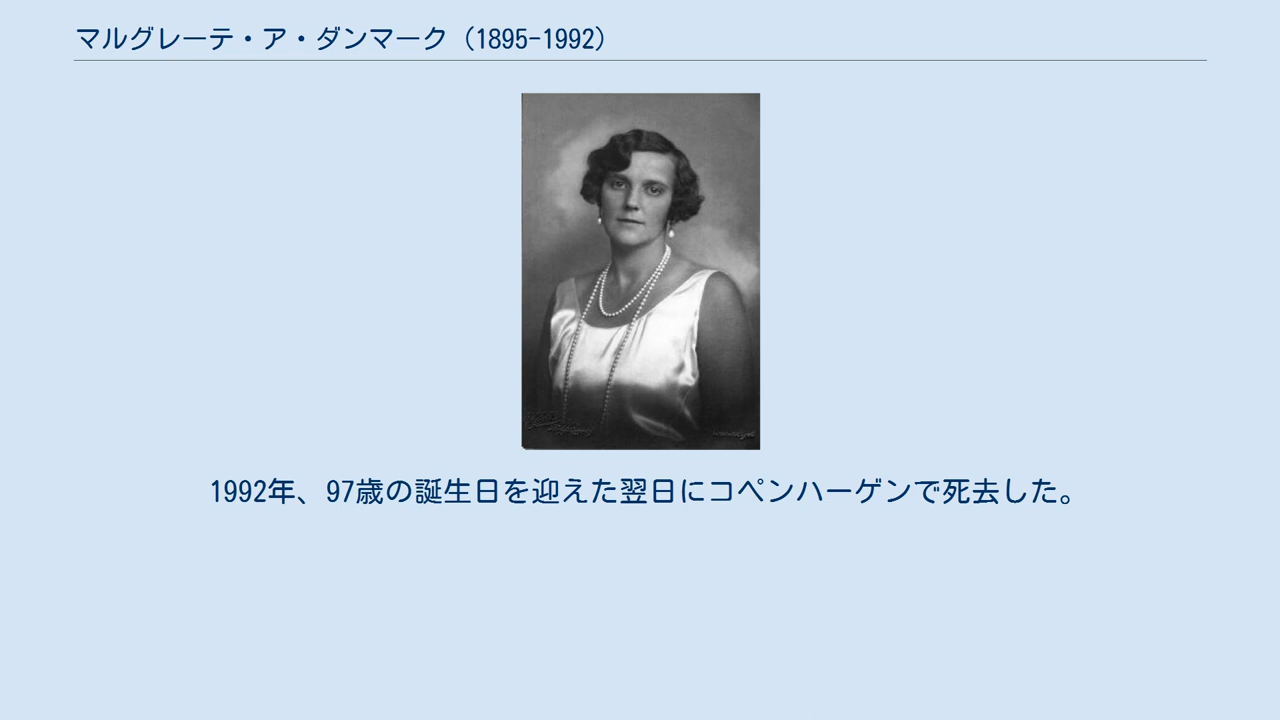 マルグレーテ・ア・ダンマーク（1895-1992）
1992年、97歳の誕生日を迎えた翌日にコペンハーゲンで死去した。